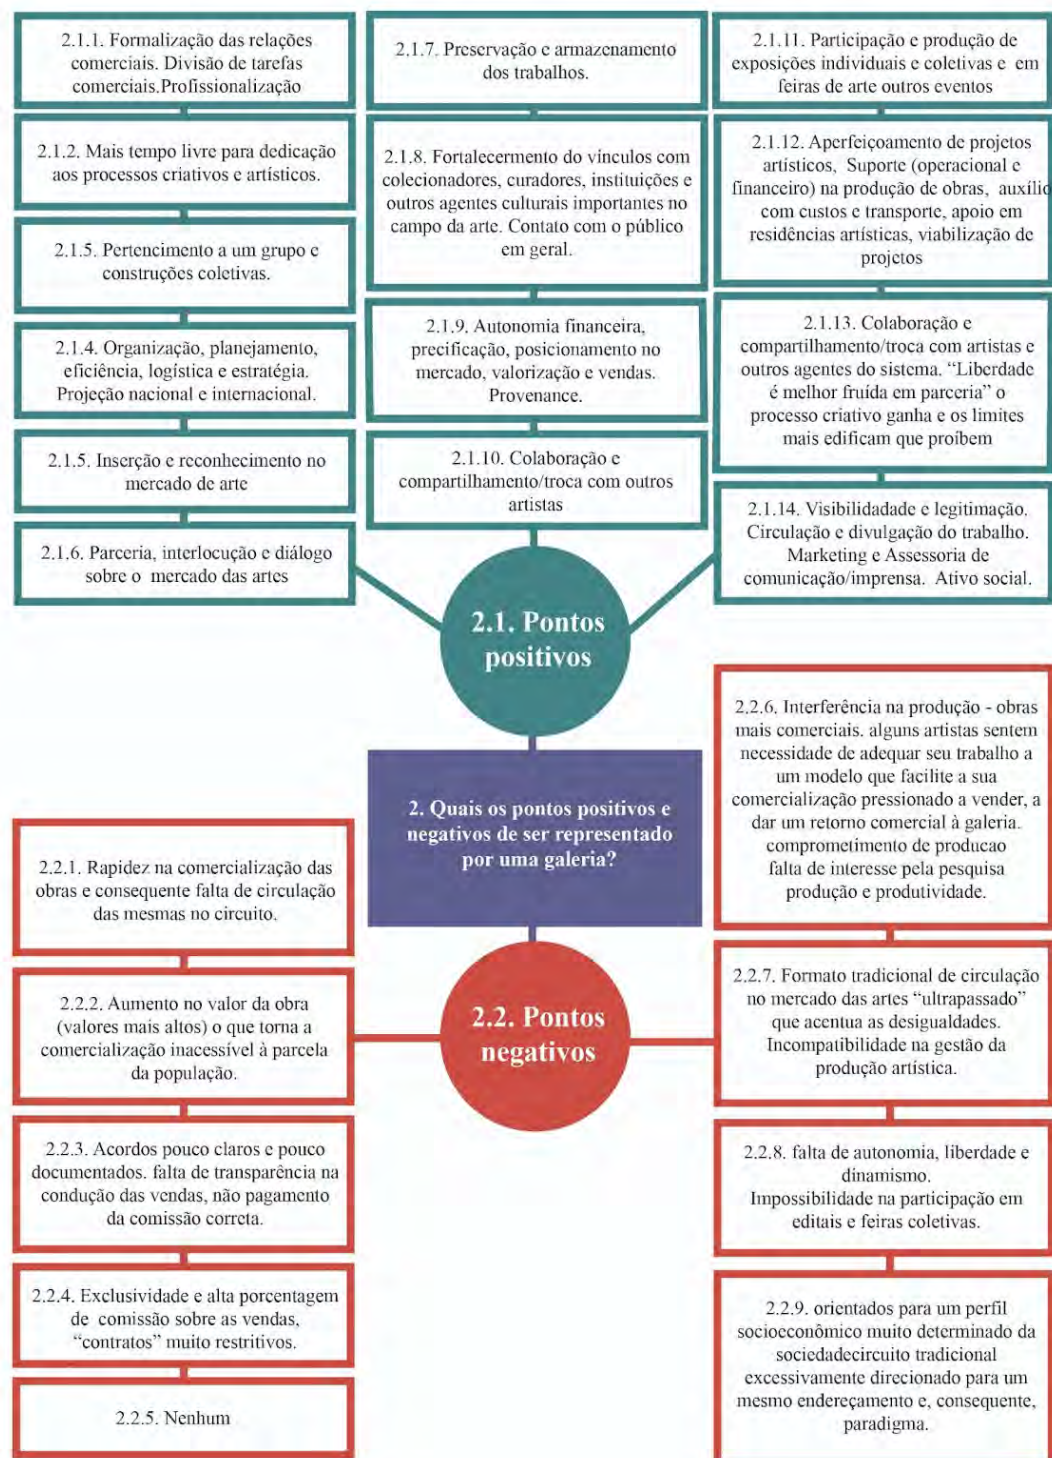 2.1.1. Formalização das relações
comerciais. Divisão de tarefas
comerciais.Profissionalização
2.1.2. Mais tempo livre para dedicação
aos processos criativos e artísticos.
2.1.5. Pertencimento a um grupo e
construções coletivas.
2.1.4. Organização, planejamento,
eficiência, logística e estratégia.
Projeção nacional e internacional.
2.1.5. Inserção e reconhecimento no
mercado de arte
2.1.6. Parceria, interlocução e diálogo
sobre o mercado das artes
2.1.7. Preservação e armazenamento
dos trabalhos.
2.1.8. Fortalecermento do vínculos com
colecionadores, curadores, instituições e
outros agentes culturais importantes no
campo da arte. Contato com o público
em geral.
2.1.9. Autonomia financeira,
precificação, posicionamento no
mercado, valorização e vendas.
Provenance.
2.1.10. Colaboração e
compartilhamento/troca com outros
artistas
2.1.11. Participação e produção de
exposições individuais e coletivas e em
feiras de arte outros eventos
2.1.12. Aperfeiçoamento de projetos
artísticos, Suporte (operacional e
financeiro) na produção de obras, auxílio
com custos e transporte, apoio em
residências artísticas, viabilização de
projetos
2.1.13. Colaboração e
compartilhamento/troca com artistas e
outros agentes do sistema. “Liberdade
é melhor fruída em parceria” o
processo criativo ganha e os limites
mais edificam que proíbem
2.1.14. Visibilidadade e legitimação.
Circulação e divulgação do trabalho.
Marketing e Assessoria de
comunicação/imprensa. Ativo social.
2.1. Pontos
positivos
2. Quais os pontos positivos e
negativos de ser representado
por uma galeria?
2.2. Pontos
negativos
2.2.1. Rapidez na comercialização das
obras e consequente falta de circulação
das mesmas no circuito.
2.2.2. Aumento no valor da obra
(valores mais altos) o que torna a
comercialização inacessível à parcela
da população.
2.2.3. Acordos pouco claros e pouco
documentados. falta de transparência na
condução das vendas, não pagamento
da comissão correta.
2.2.4. Exclusividade e alta porcentagem
de comissão sobre as vendas,
“contratos” muito restritivos.
2.2.5. Nenhum
2.2.6. Interferência na produção - obras
mais comerciais. alguns artistas sentem
necessidade de adequar seu trabalho a
um modelo que facilite a sua
comercialização pressionado a vender, a
dar um retorno comercial à galeria.
comprometimento de producao
falta de interesse pela pesquisa
produção e produtividade.
2.2.7. Formato tradicional de circulação
no mercado das artes “ultrapassado”
que acentua as desigualdades.
Incompatibilidade na gestão da
produção artística.
2.2.8. falta de autonomia, liberdade e
dinamismo.
Impossibilidade na participação em
editais e feiras coletivas.
2.2.9. orientados para um perfil
socioeconômico muito determinado da
sociedadecircuito tradicional
excessivamente direcionado para um
mesmo endereçamento e, consequente,
paradigma.